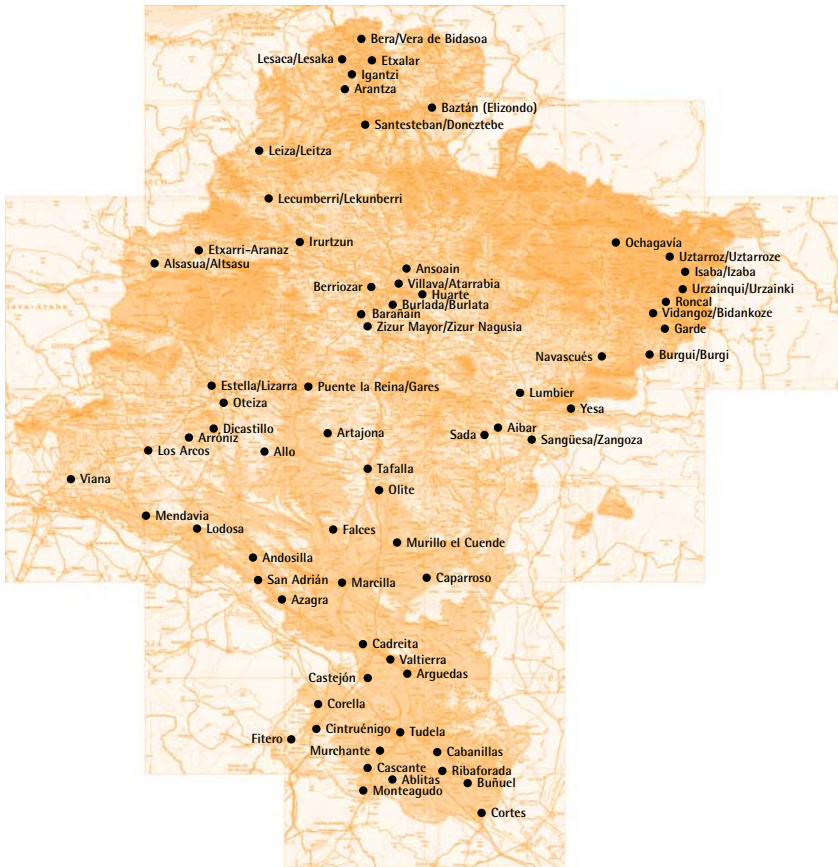 Bera/Vera de Bidasoa
Lesaca/Lesaka
Etxalar
Igantzi
Arantza
Baztán (Elizondo)
Santesteban/Doneztebe
Leiza/Leitza
Lecumberri/Lekunberri
Irurtzun
Ochagavía
Etxarri-Aranaz
Uztarroz/Uztarroze
Alsasua/Altsasu
Ansoain
Isaba/Izaba
Villava/Atarrabia
Berriozar
Urzainqui/Urzainki
Huarte
Roncal
Burlada/Burlata
Barañain
Vidangoz/Bidankoze
Zizur Mayor/Zizur Nagusia
Garde
Navascués
Burgui/Burgi
Estella/Lizarra
Puente la Reina/Gares
Lumbier
Oteiza
Yesa
Dicastillo
Aibar
Artajona
Sada
Arróniz
Sangüesa/Zangoza
Los Arcos
Allo
Tafalla
Viana
Olite
Mendavia
Lodosa
Falces
Murillo el Cuende
Andosilla
San Adrián
Marcilla
Caparroso
Azagra
Cadreita
Valtierra
Arguedas
Castejón
Corella
Cintruénigo
Tudela
Fitero
Murchante
Cabanillas
Cascante
Ribaforada
Ablitas
Buñuel
Monteagudo
Cortes